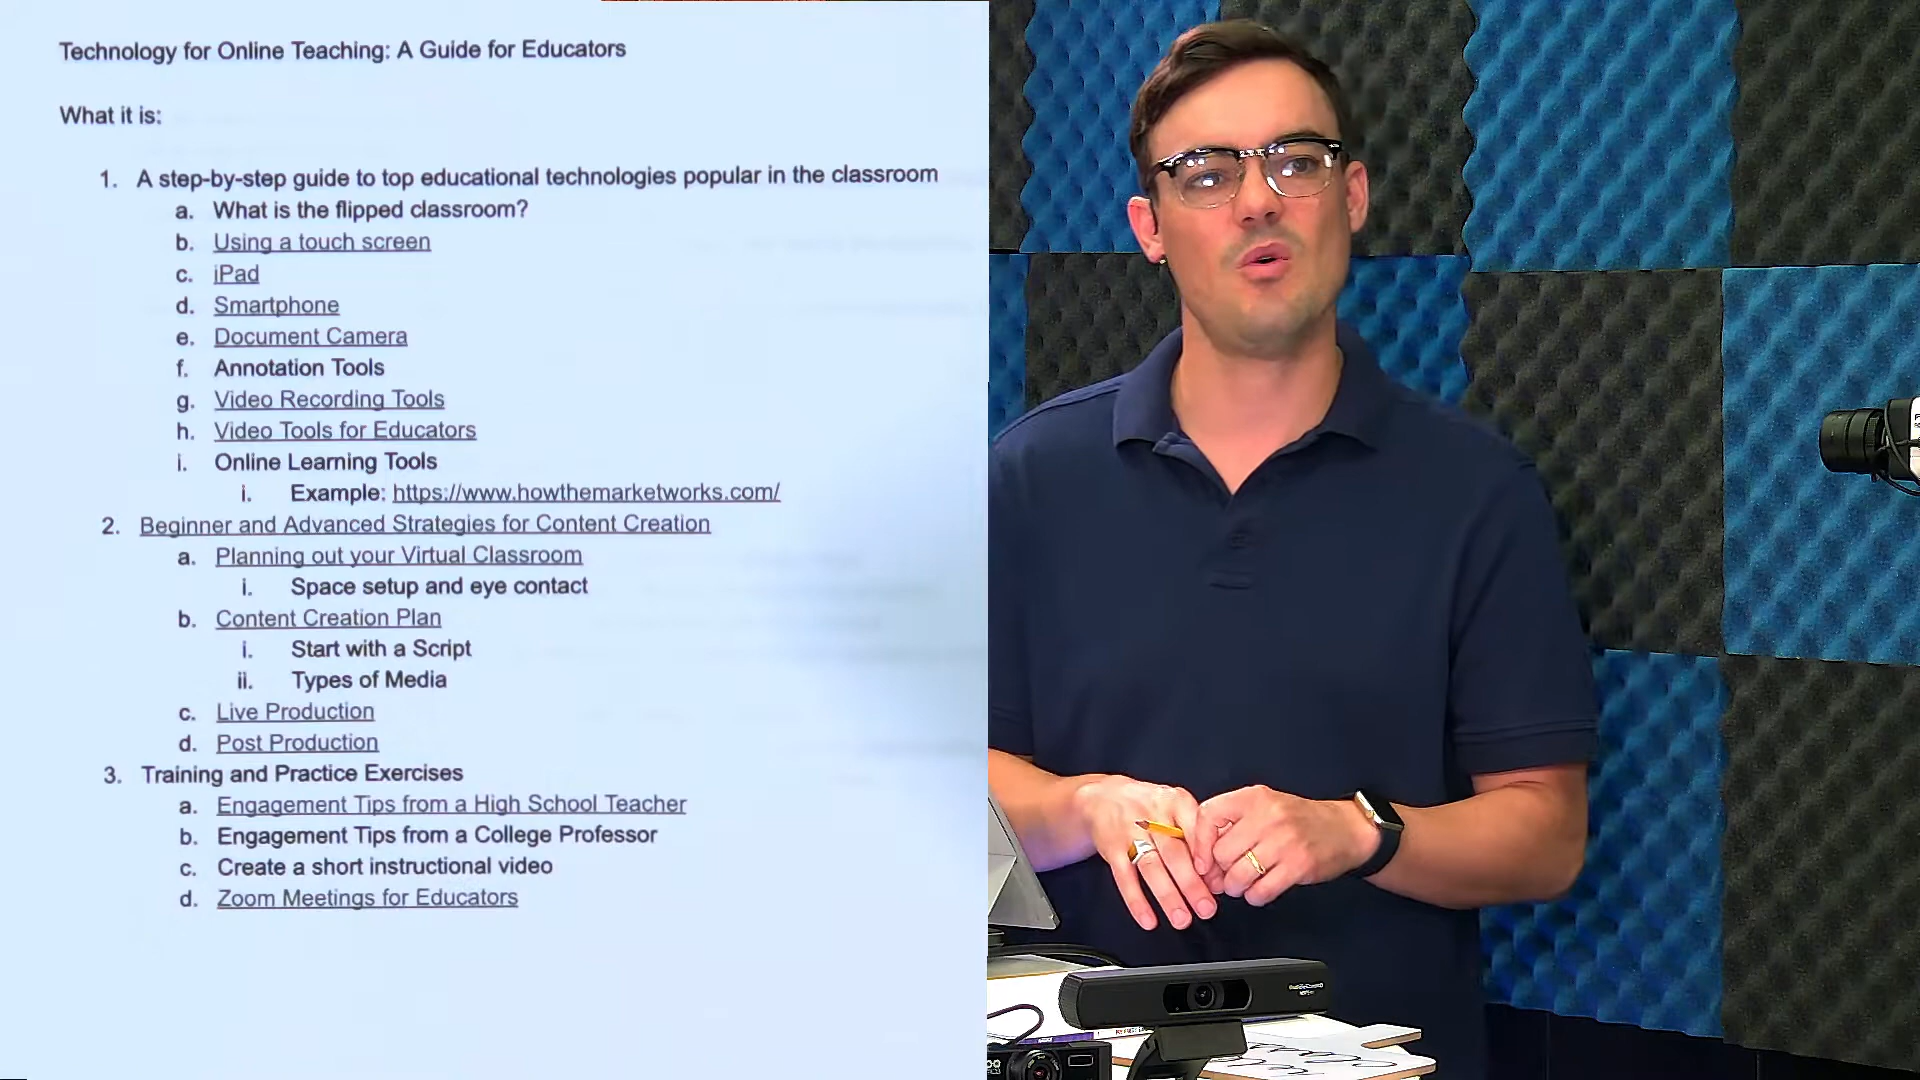 Technology for Online Teaching: A Guide for Educators
What it is:
1. A step-by-step guide to top educational technologies popular in the classroom
a. What is the flipped classroom?
b. Using a touch screen
c. iPad
d. Smartphone
e. Document Camera
f. Annotation Tools
g. Video Recording Tools
h. Video Tools for Educators
i. Online Learning Tools
i. Example: https://www.howthemarketworks.com/
2. Beginner and Advanced Strategies for Content Creation
a. Planning out your Virtual Classroom
i. Space setup and eye contact
b. Content Creation Plan
i. Start with a Script
ii. Types of Media
c. Live Production
d. Post Production
3. Training and Practice Exercises
a. Engagement Tips from a High School Teacher
b. Engagement Tips from a College Professor
c. Create a short instructional video
d. Zoom Meetings for Educators